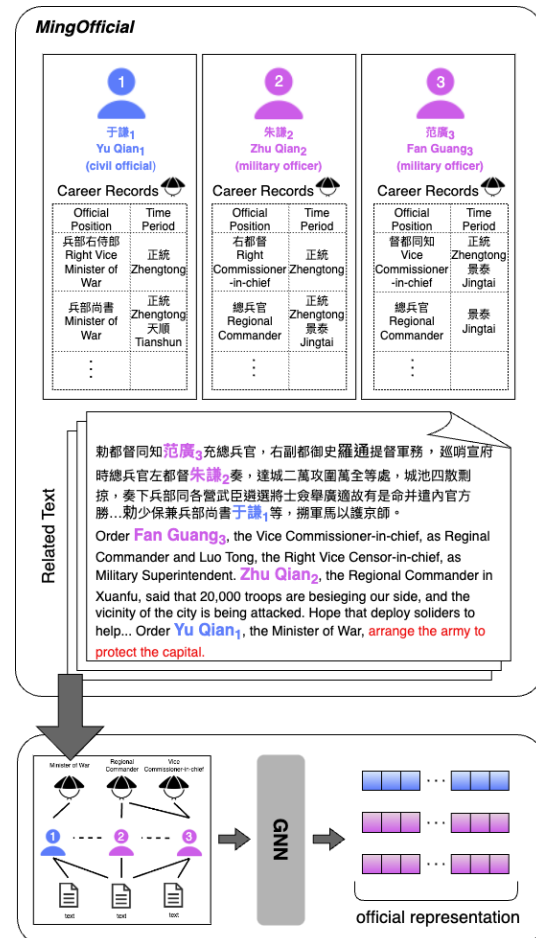 MingOfficial
1
于謙1
Yu Qian1
(civil official)
Career Records
Official Position
Time Period
兵部右侍郎
Right Vice
Minister of
War
正統
Zhengtong
兵部尚書
Minister of
War
正統
Zhengtong
天順
Tianshun
2
朱謙2
Zhu Qian2
(military officer)
Career Records
Official Position
Time Period
右都督
Right
Commissioner
-in-chief
正統
Zhengtong
總兵官
Regional
Commander
正統
Zhengtong
景泰
Jingtai
3
范廣3
Fan Guang3
(military officer)
Career Records
Official Position
Time Period
督都同知
Vice
Commissioner
-in-chief
正統
Zhengtong
景泰
Jingtai
總兵官
Regional
Commander
景泰
Jingtai
Related Text
勅都督同知范廣3充總兵官，右副都御史羅通提督軍務，廵哨宣府
時總兵官左都督朱謙2奏，達城二萬攻圍萬全等處，城池四散剽
掠，奏下兵部同各營武臣遴選將士僉舉廣適故有是命并遣內官方
勝…勅少保兼兵部尚書于謙1等，搠軍馬以護京師。
Order Fan Guang3, the Vice Commissioner-in-chief, as Reginal
Commander and Luo Tong, the Right Vice Censor-in-chief, as
Military Superintendent. Zhu Qian2, the Regional Commander in
Xuanfu, said that 20,000 troops are besieging our side, and the
vicinity of the city is being attacked. Hope that deploy soliders to
help... Order Yu Qian1, the Minister of War, arrange the army to
protect the capital.
Minister of War
Regional
Commander
Vice
Commissioner-in-chief
1
2
3
text
text
text
GNN
official representation